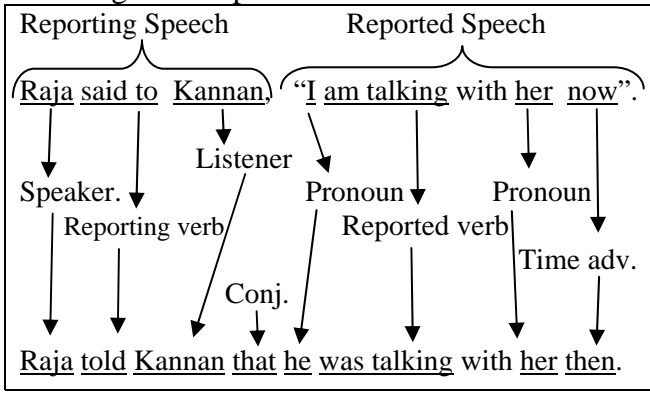 Reporting Speech Reported Speech
Raja said to Kannan, “I am talking with her now”.
Listener
Speaker. Pronoun Pronoun
Reporting verb Reported verb
Time adv.
Conj.
Raja told Kannan that he was talking with her then.